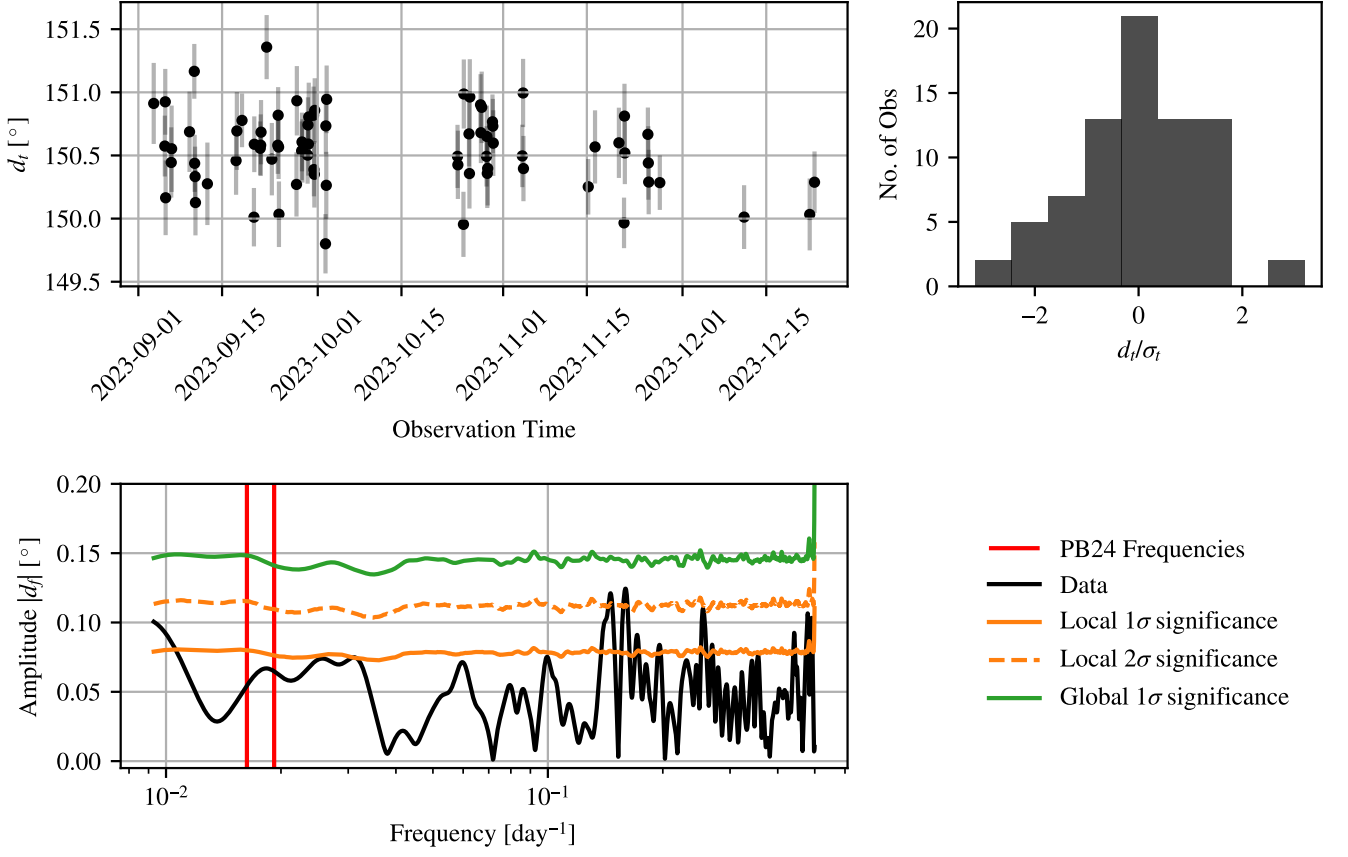 151.5
151.0
150.5
150.0
149.5
d_t [°]
2023-09-01
2023-09-15
2023-10-01
2023-10-15
2023-11-01
2023-11-15
2023-12-01
2023-12-15
Observation Time
20
15
10
5
0
No. of Obs
−2 0 2
d_t/σ_t
0.20
0.15
0.10
0.05
0.00
Amplitude |d_f| [°]
10⁻² 10⁻¹
Frequency [day⁻¹]
PB24 Frequencies
Data
Local 1σ significance
Local 2σ significance
Global 1σ significance